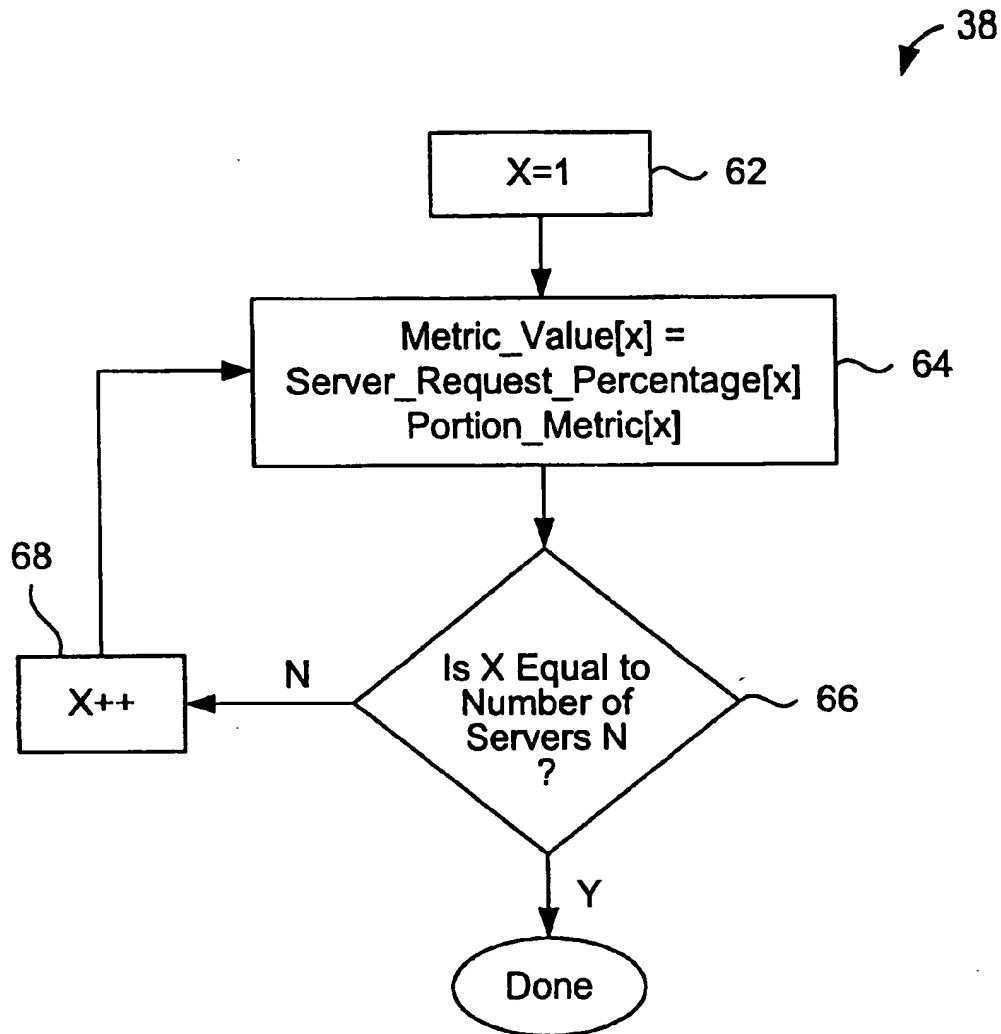 38
X=1
62
Metric_Value[x] =
Server_Request_Percentage[x]
Portion_Metric[x]
64
68
X++
N
Is X Equal to
Number of
Servers N
?
66
Y
Done